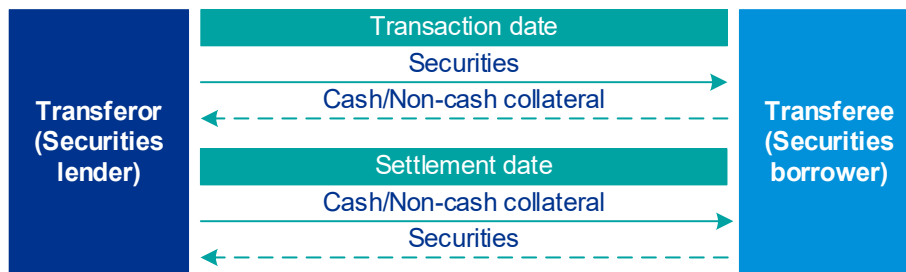 Transferor
(Securities
lender)
Transaction date
Securities
Cash/Non-cash collateral
Settlement date
Cash/Non-cash collateral
Securities
Transferee
(Securities
borrower)